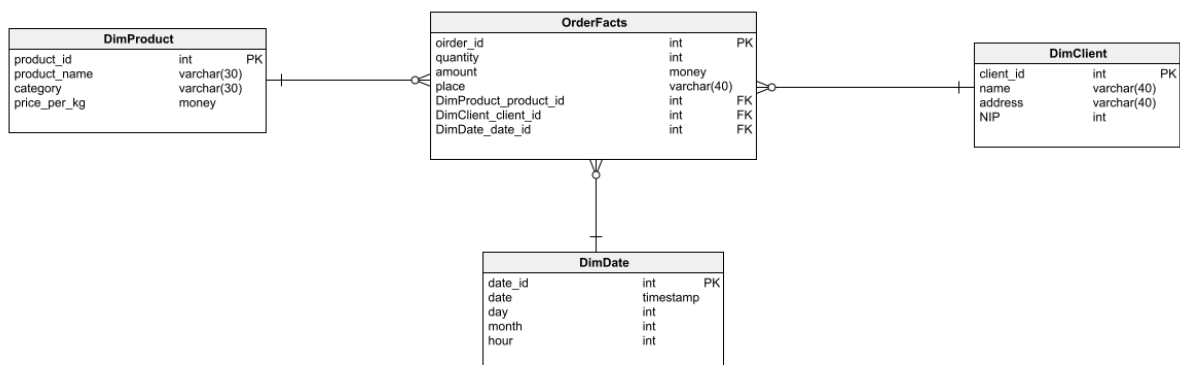 DimProduct
product_id int PK
product_name varchar(30)
category varchar(30)
price_per_kg money
OrderFacts
oirder_id int PK
quantity int
amount money
place varchar(40)
DimProduct_product_id int FK
DimClient_client_id int FK
DimDate_date_id int FK
DimClient
client_id int PK
name varchar(40)
address varchar(40)
NIP int
DimDate
date_id int PK
date timestamp
day int
month int
hour int